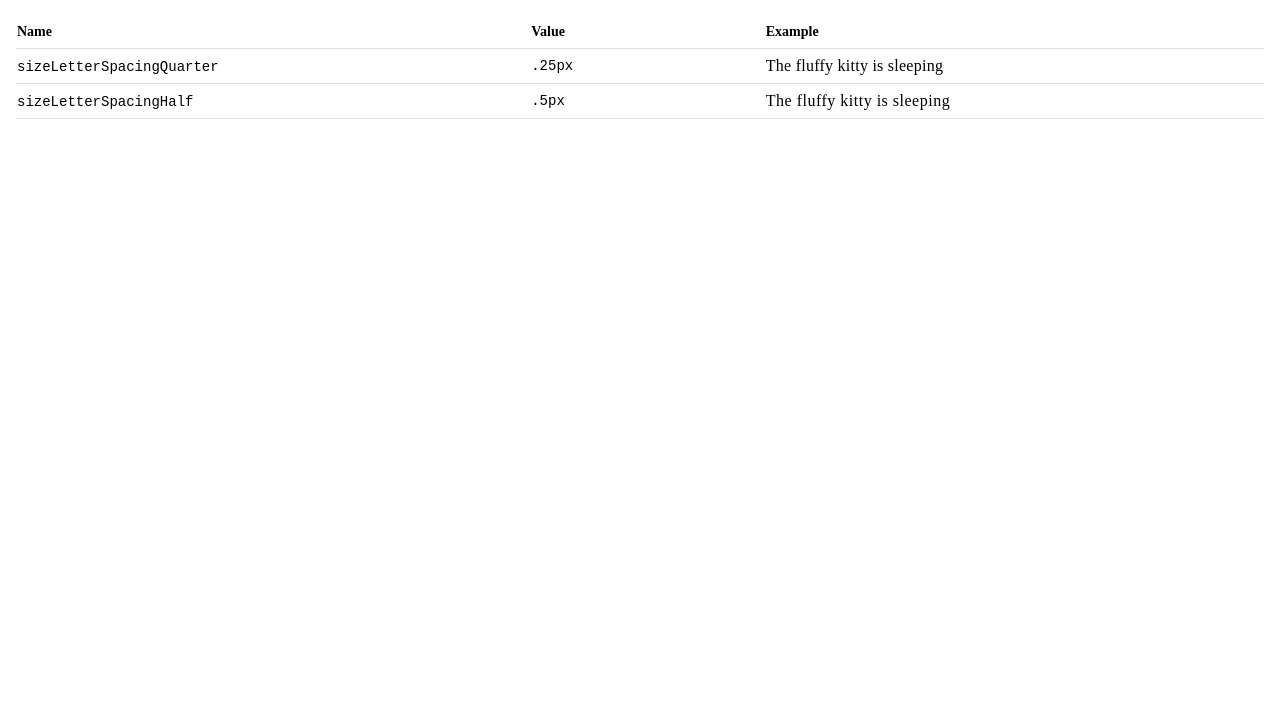 Name Value Example
sizeLetterSpacingQuarter .25px The fluffy kitty is sleeping
sizeLetterSpacingHalf .5px The fluffy kitty is sleeping